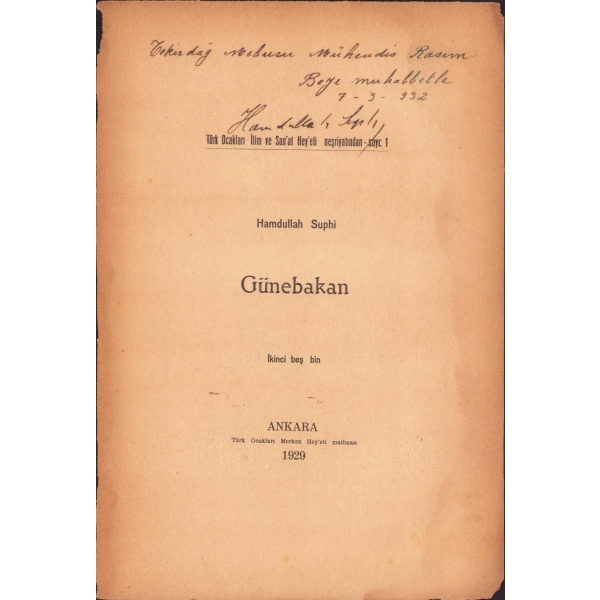 Tekirdağ Mebusu Mühendis Rasim
Beye muhabbetle
7 - 3 - 932
Hamdullah Suphi
Türk Ocakları İlim ve San'at Hey'eti neşriyatından - sayı: 1
Hamdullah Suphi
Günebakan
İkinci beş bin
ANKARA
Türk Ocakları Merkez Hey'eti matbaası
1929